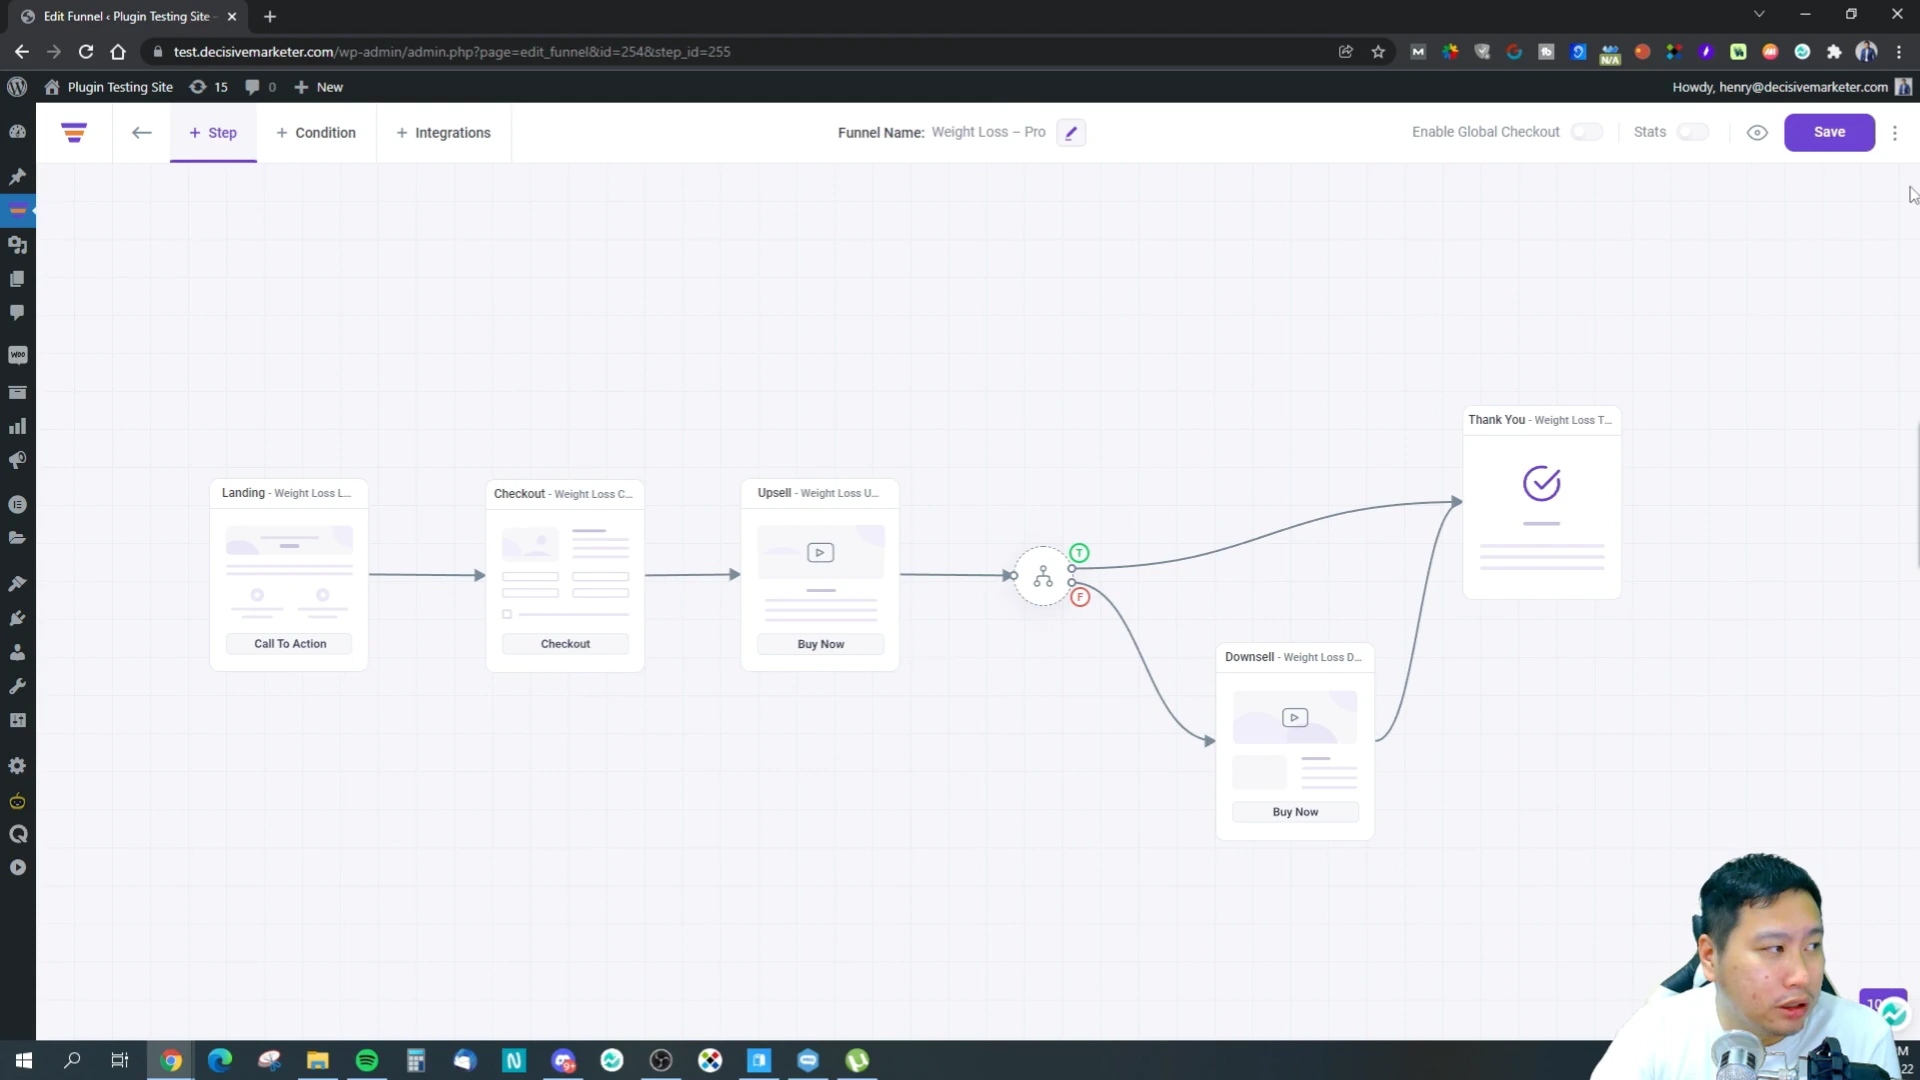 Edit Funnel ‹ Plugin Testing Site -
test.decisivemarketer.com/wp-admin/admin.php?page=edit_funnel&id=254&step_id=255
N/A
Plugin Testing Site
15
0
New
Howdy, henry@decisivemarketer.com
Step
Condition
Integrations
Funnel Name: Weight Loss – Pro
Enable Global Checkout
Stats
Save
WOO
Thank You - Weight Loss T...
Landing - Weight Loss L...
Checkout - Weight Loss C...
Upsell - Weight Loss U...
T
F
Call To Action
Checkout
Buy Now
Downsell - Weight Loss D...
Buy Now